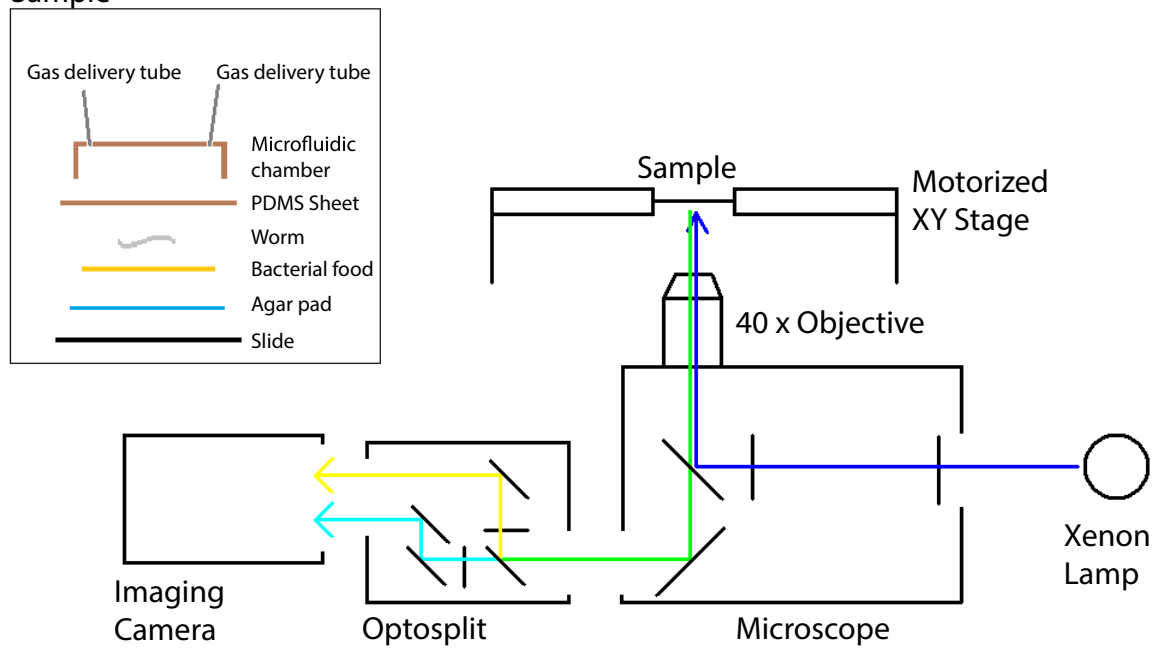 Sample
Gas delivery tube
Gas delivery tube
Microfluidic
chamber
PDMS Sheet
Worm
Bacterial food
Agar pad
Slide
Sample
Motorized
XY Stage
40 x Objective
Xenon
Lamp
Imaging
Camera
Optosplit
Microscope